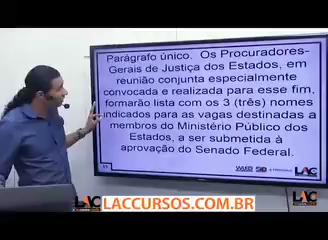 Parágrafo único. Os Procuradores-
Gerais de Justiça dos Estados, em
reunião conjunta especialmente
convocada e realizada para esse fim,
formarão lista com os 3 (três) nomes
indicados para as vagas destinadas a
membros do Ministério Público dos
Estados, a ser submetida à
aprovação do Senado Federal.
LAC
LAC
LACCURSOS.COM.BR